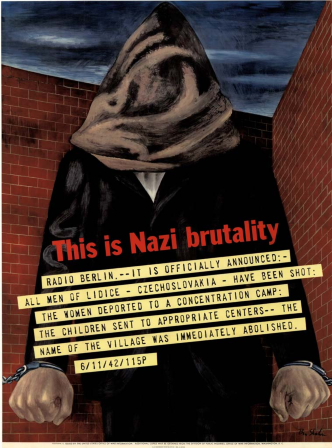 This is Nazi brutality
RADIO BERLIN.--IT IS OFFICIALLY ANNOUNCED:-
ALL MEN OF LIDICE - CZECHOSLOVAKIA - HAVE BEEN SHOT:
THE WOMEN DEPORTED TO A CONCENTRATION CAMP:
THE CHILDREN SENT TO APPROPRIATE CENTERS-- THE
NAME OF THE VILLAGE WAS IMMEDIATELY ABOLISHED.
6/11/42/115P